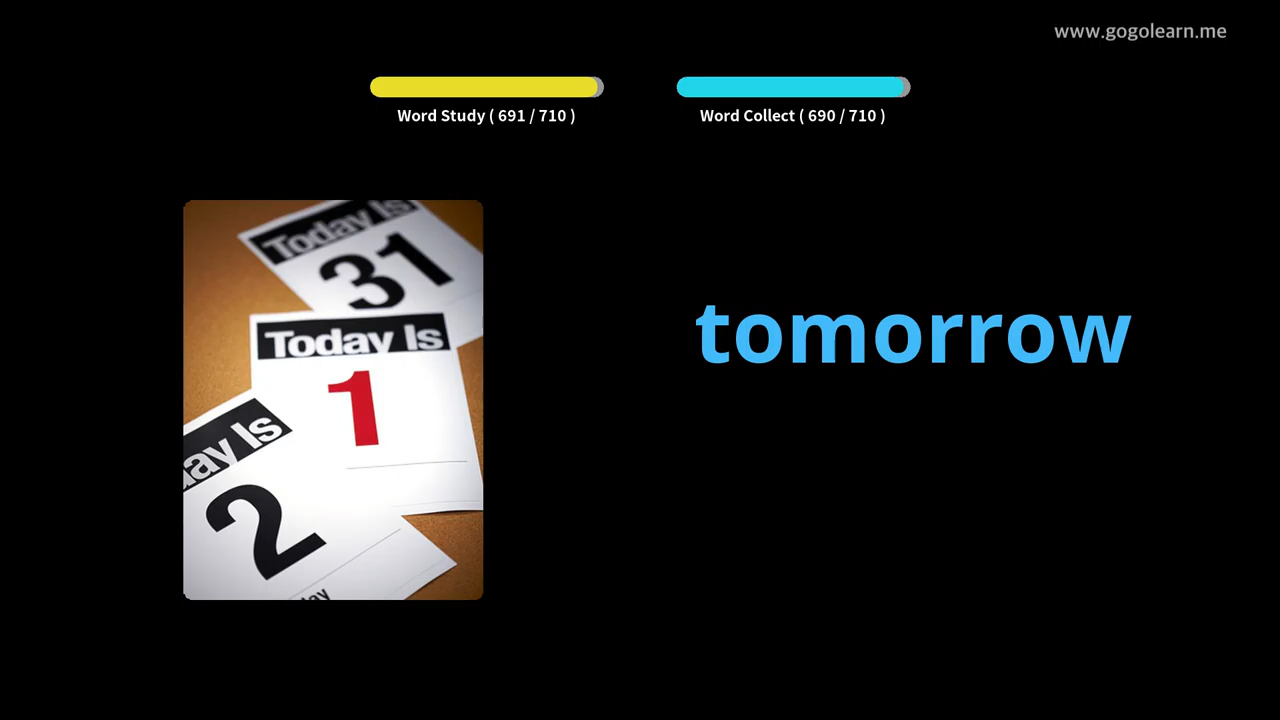 www.gogolearn.me
Word Study ( 691 / 710 )
Word Collect ( 690 / 710 )
Today Is
31
Today Is
1
ay Is
2
ay
tomorrow